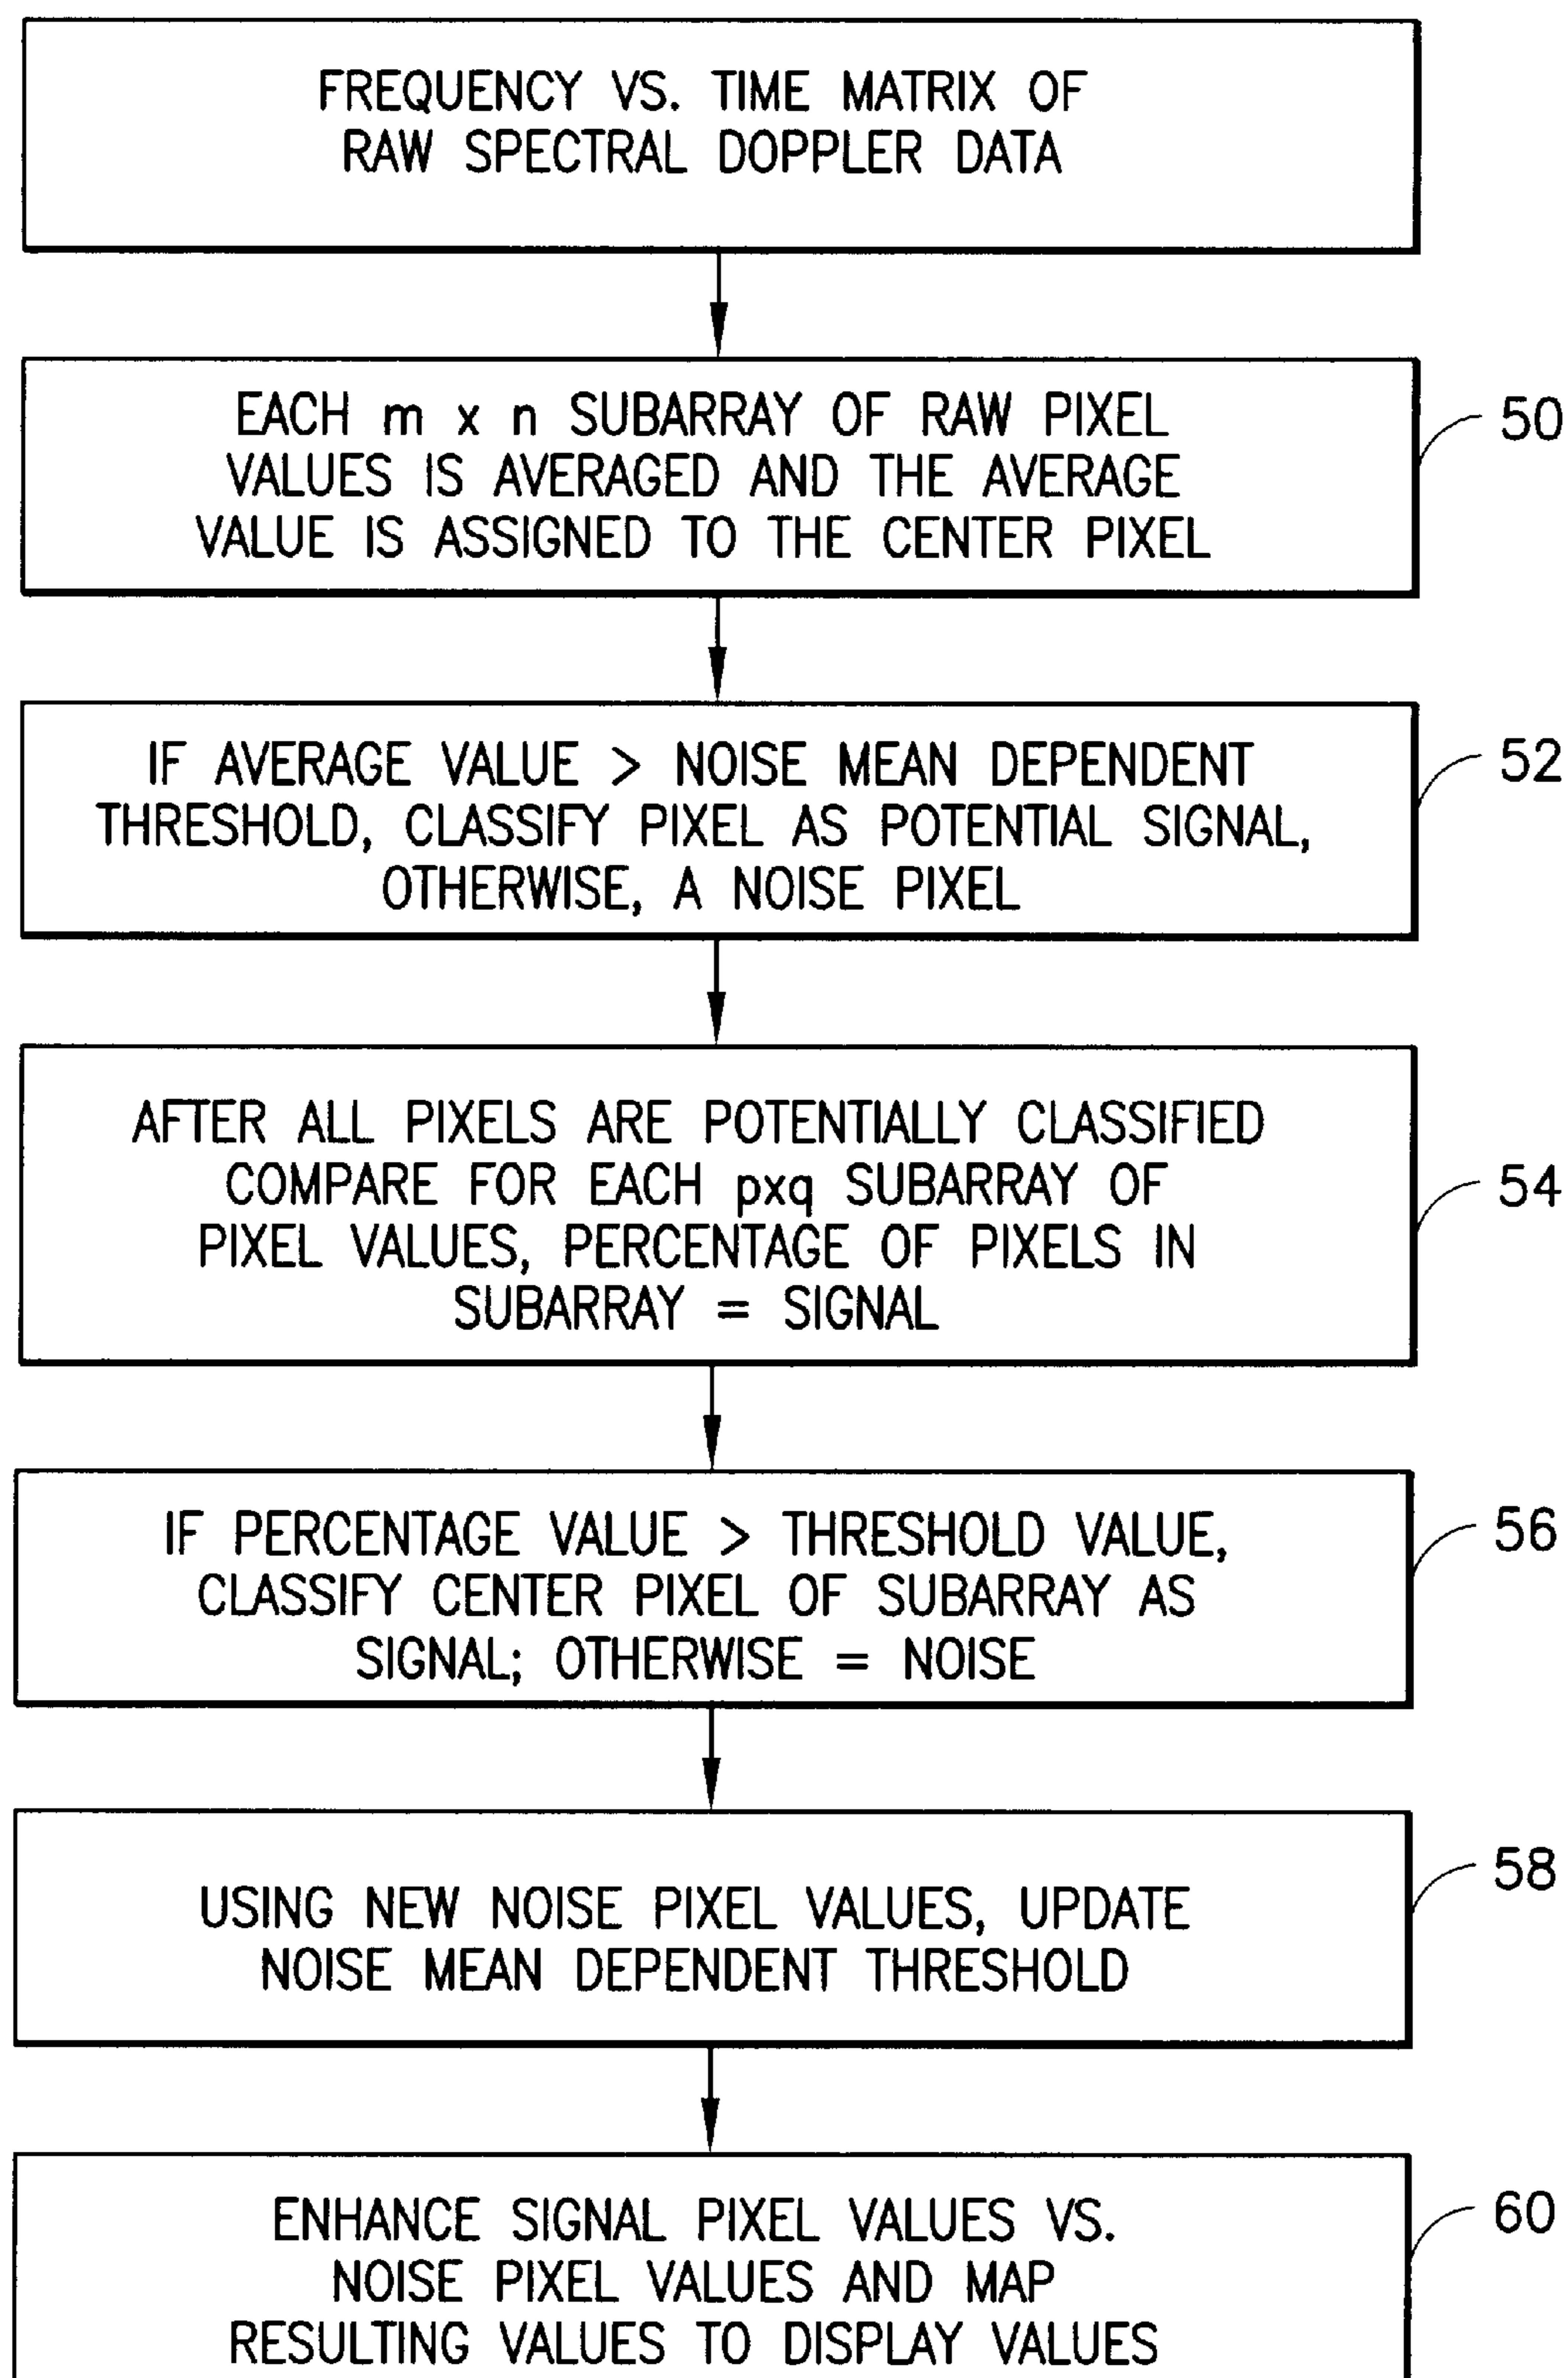 FREQUENCY VS. TIME MATRIX OF
RAW SPECTRAL DOPPLER DATA
EACH m x n SUBARRAY OF RAW PIXEL
VALUES IS AVERAGED AND THE AVERAGE
VALUE IS ASSIGNED TO THE CENTER PIXEL
50
IF AVERAGE VALUE > NOISE MEAN DEPENDENT
THRESHOLD, CLASSIFY PIXEL AS POTENTIAL SIGNAL,
OTHERWISE, A NOISE PIXEL
52
AFTER ALL PIXELS ARE POTENTIALLY CLASSIFIED
COMPARE FOR EACH pxq SUBARRAY OF
PIXEL VALUES, PERCENTAGE OF PIXELS IN
SUBARRAY = SIGNAL
54
IF PERCENTAGE VALUE > THRESHOLD VALUE,
CLASSIFY CENTER PIXEL OF SUBARRAY AS
SIGNAL; OTHERWISE = NOISE
56
USING NEW NOISE PIXEL VALUES, UPDATE
NOISE MEAN DEPENDENT THRESHOLD
58
ENHANCE SIGNAL PIXEL VALUES VS.
NOISE PIXEL VALUES AND MAP
RESULTING VALUES TO DISPLAY VALUES
60